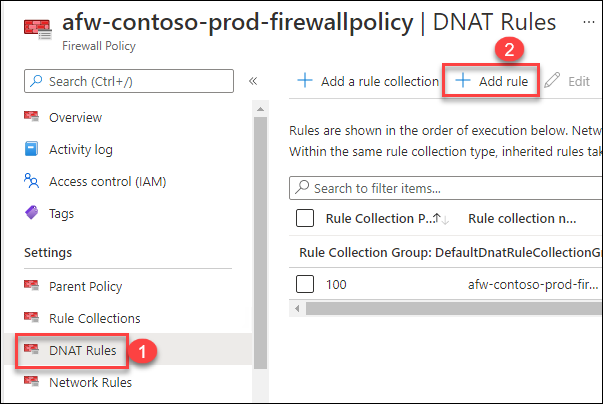 afw-contoso-prod-firewallpolicy | DNAT Rules ...
Firewall Policy
2
Search (Ctrl+/)
«
Overview
Activity log
Access control (IAM)
Tags
Settings
Parent Policy
Rule Collections
DNAT Rules
1
Network Rules
+ Add a rule collection
+ Add rule
Edit
Rules are shown in the order of execution below. Netw
Within the same rule collection type, inherited rules tak
Search to filter items...
Rule Collection P...↑↓
Rule collection n...
Rule Collection Group: DefaultDnatRuleCollectionGr
100
afw-contoso-prod-fir...